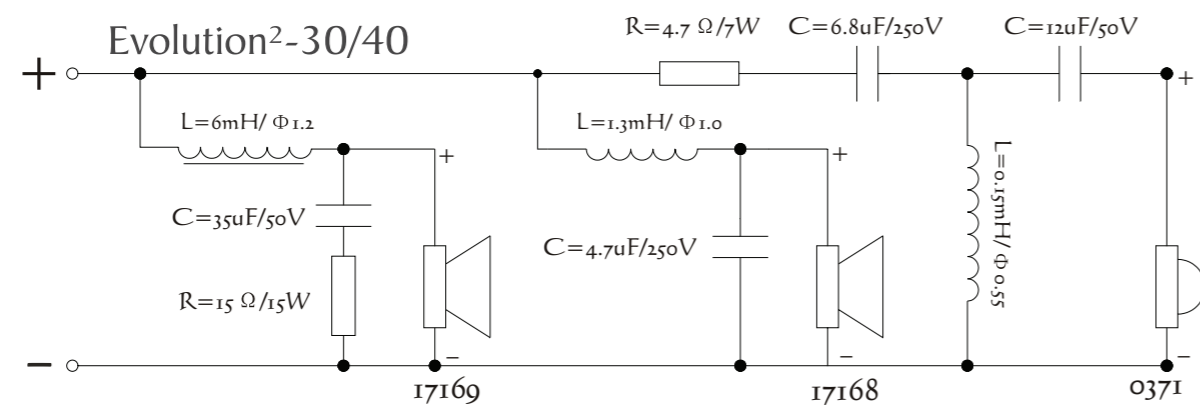 Evolution²-30/40
R=4.7 Ω/7W
C=6.8uF/250V
C=12uF/50V
+
+
L=6mH/ Φ1.2
L=1.3mH/ Φ1.0
+
+
L=0.15mH/ Φ0.55
C=35uF/50V
C=4.7uF/250V
R=15 Ω/15W
−
−
−
−
17169
17168
0371